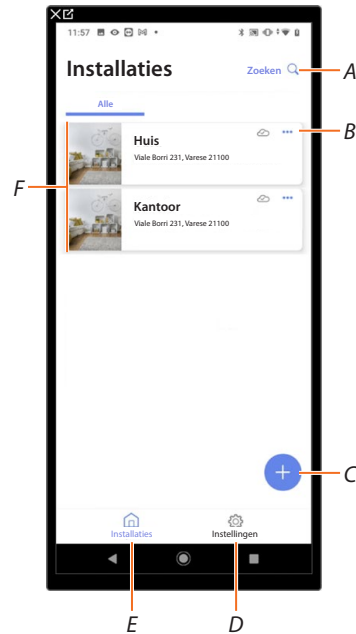 11:57
Installaties
Zoeken
A
Alle
B
Huis
Viale Borri 231, Varese 21100
F
Kantoor
Viale Borri 231, Varese 21100
C
Installaties
Instellingen
E
D